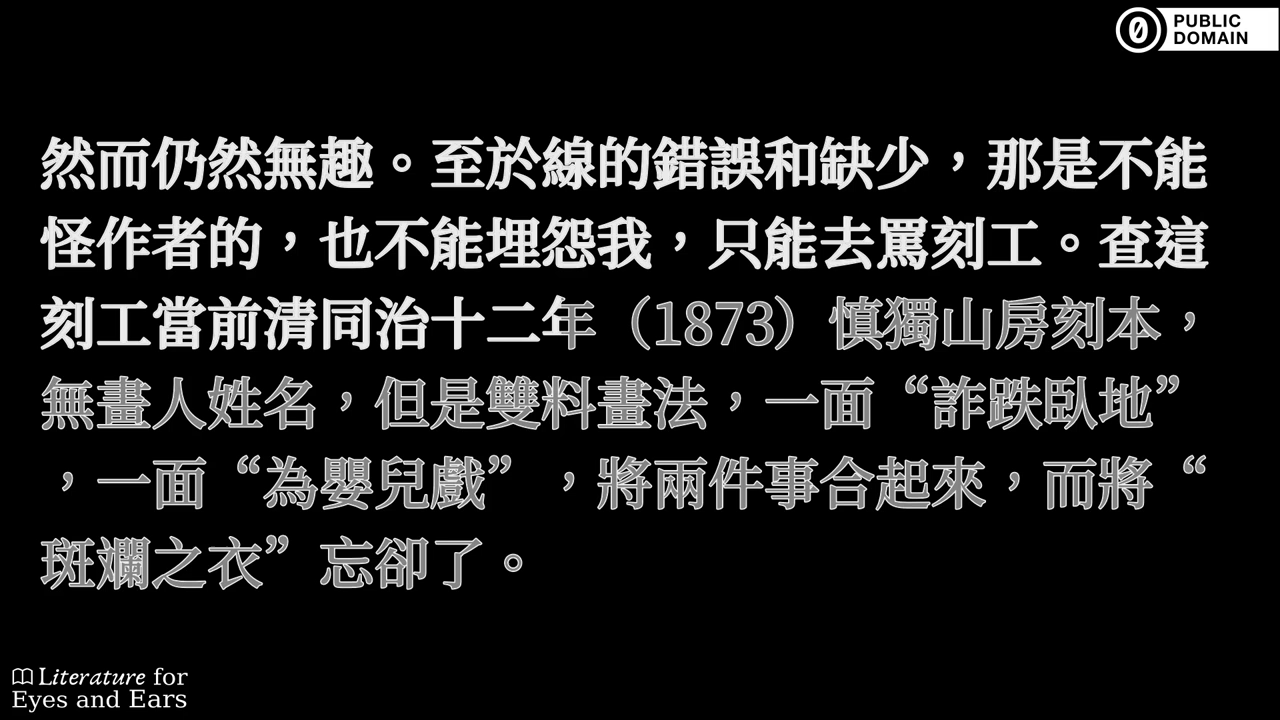 PUBLIC
DOMAIN
然而仍然無趣。至於線的錯誤和缺少，那是不能
怪作者的，也不能埋怨我，只能去罵刻工。查這
刻工當前清同治十二年（1873）慎獨山房刻本，
無畫人姓名，但是雙料畫法，一面“詐跌臥地”
，一面“為嬰兒戲”，將兩件事合起來，而將“
斑斕之衣”忘卻了。
Literature for
Eyes and Ears